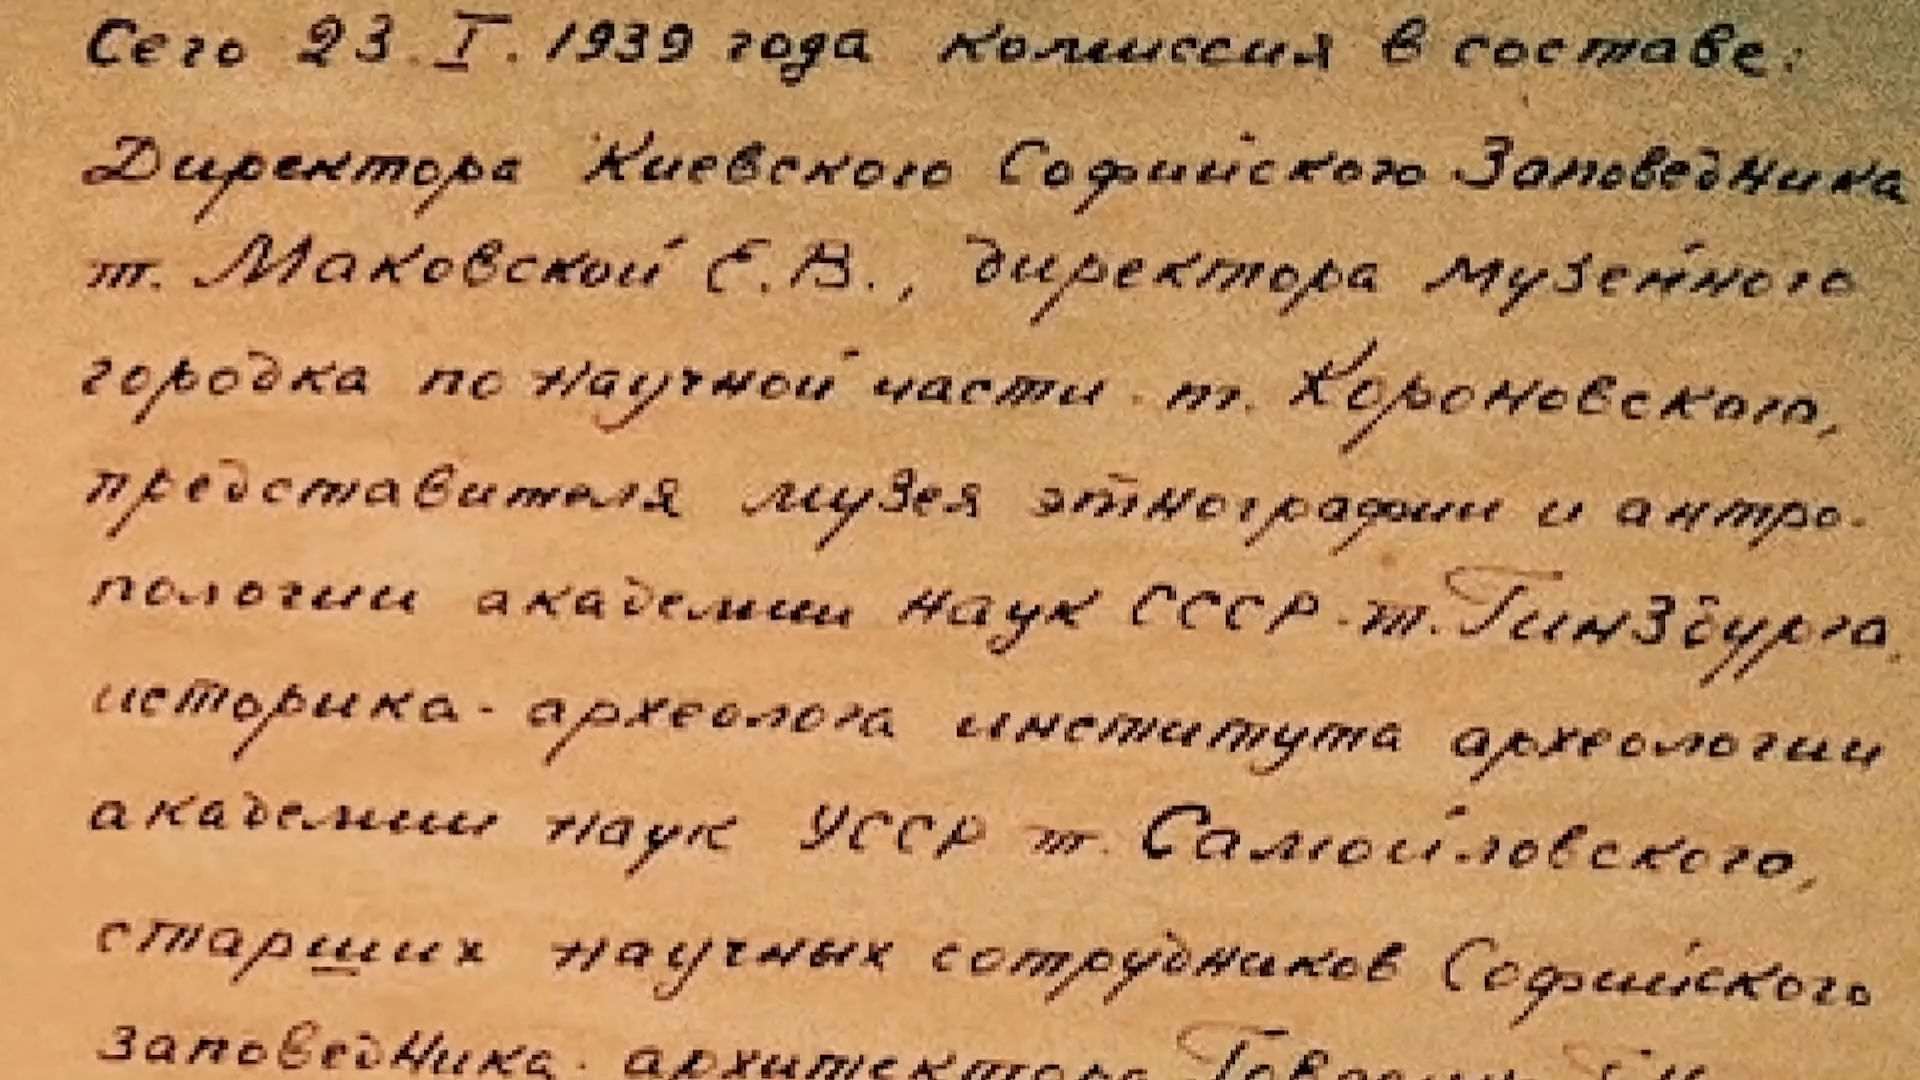 Сего 23.I.1939 года комиссия в составе:
Директора Киевского Софийского Заповедника
т. Маковской Е.В., директора музейного
городка по научной части т. Короновского,
представителя музея этнографии и антро-
пологии академии наук СССР т. Гинзбурга,
историка-археолога института археологии
академии наук УССР т. Самойловского,
старших научных сотрудников Софийского
заповедника архитектора